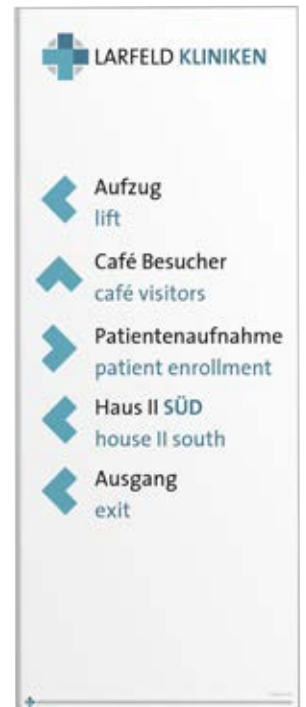 LARFELD KLINIKEN
Aufzug
lift
Café Besucher
café visitors
Patientenaufnahme
patient enrollment
Haus II SÜD
house II south
Ausgang
exit